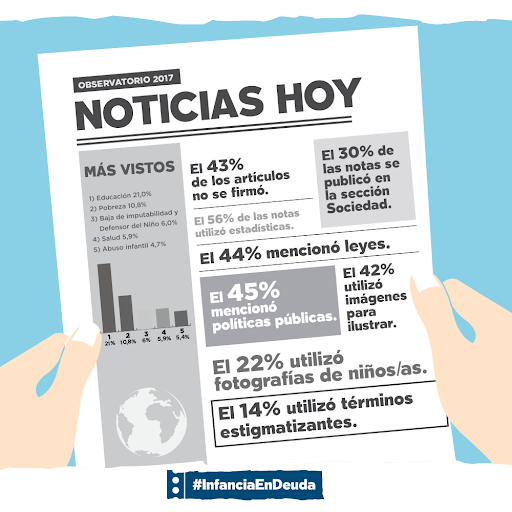 OBSERVATORIO 2017
NOTICIAS HOY
MÁS VISTOS
1) Educación 21,0%
2) Pobreza 10,8%
3) Baja de imputabilidad y
Defensor del Niño 6,0%
4) Salud 5,9%
5) Abuso infantil 4,7%
1 2 3 4 5
21% 10,8% 6% 5,9% 5,4%
El 43%
de los artículos
no se firmó.
El 30% de
las notas se
publicó en
la sección
Sociedad.
El 56% de las notas
utilizó estadísticas.
El 44% mencionó leyes.
El 45%
mencionó
políticas públicas.
El 42%
utilizó
imágenes
para
ilustrar.
El 22% utilizó
fotografías de niños/as.
El 14% utilizó términos
estigmatizantes.
#InfanciaEnDeuda